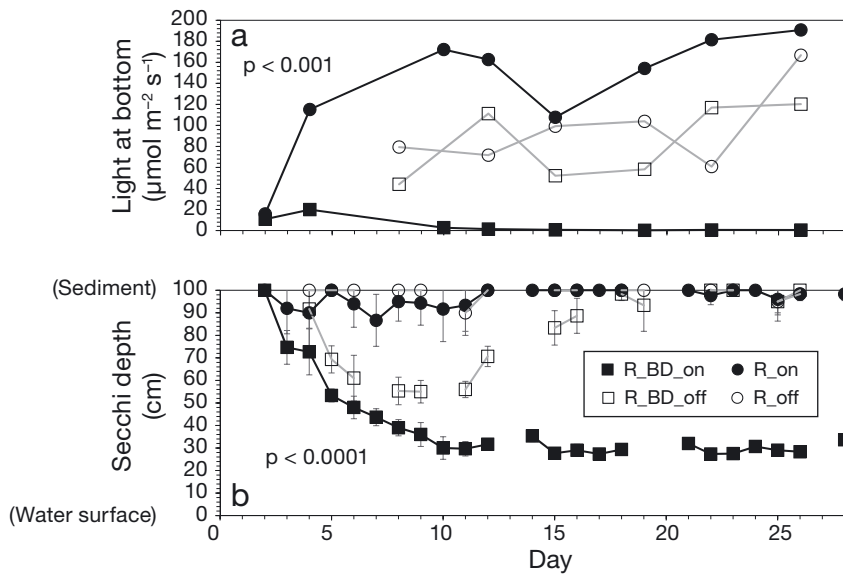 a
p < 0.001
Light at bottom
(µmol m⁻² s⁻¹)
200
180
160
140
120
100
80
60
40
20
0
b
p < 0.0001
Secchi depth
(cm)
(Sediment)
(Water surface)
100
90
80
70
60
50
40
30
20
10
0
R_BD_on R_on
R_BD_off R_off
0 5 10 15 20 25
Day